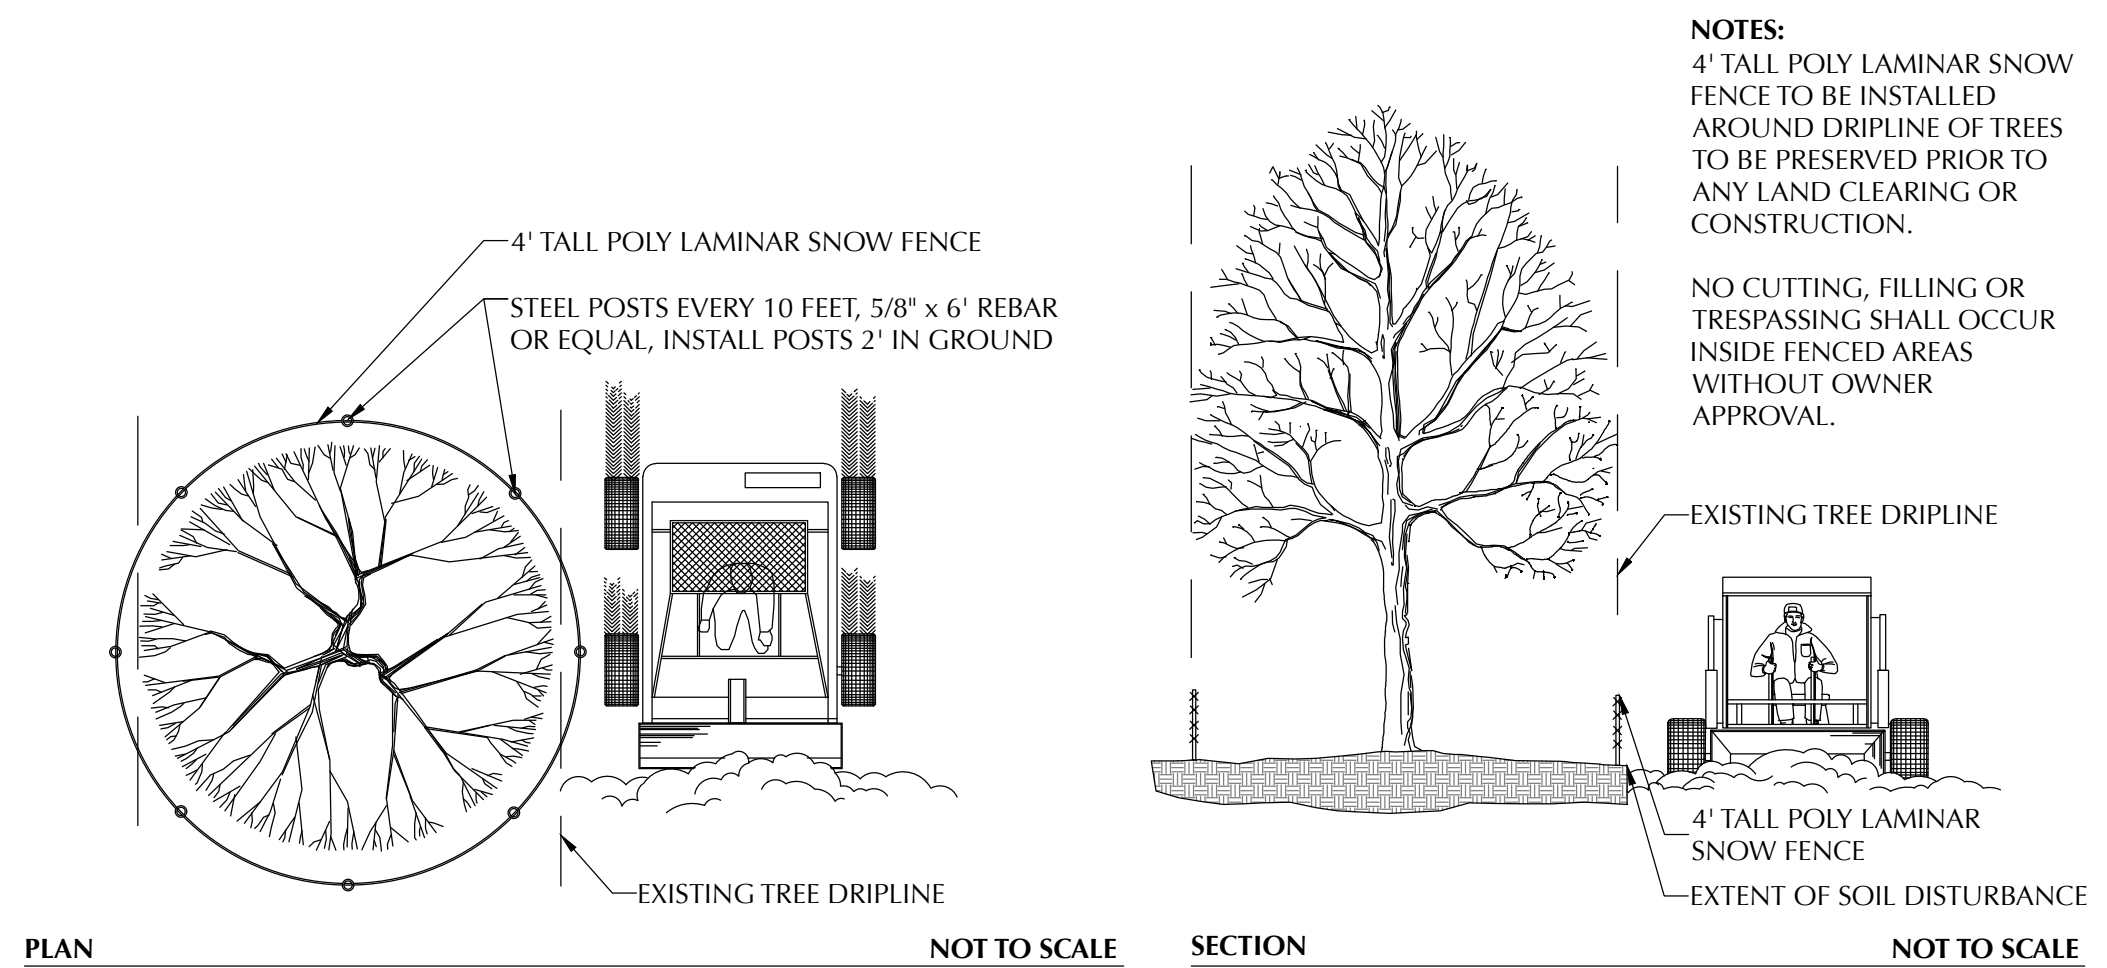 4' TALL POLY LAMINAR SNOW FENCE
STEEL POSTS EVERY 10 FEET, 5/8" x 6' REBAR
OR EQUAL, INSTALL POSTS 2' IN GROUND
EXISTING TREE DRIPLINE
PLAN
NOT TO SCALE
NOTES:
4' TALL POLY LAMINAR SNOW
FENCE TO BE INSTALLED
AROUND DRIPLINE OF TREES
TO BE PRESERVED PRIOR TO
ANY LAND CLEARING OR
CONSTRUCTION.
NO CUTTING, FILLING OR
TRESPASSING SHALL OCCUR
INSIDE FENCED AREAS
WITHOUT OWNER
APPROVAL.
EXISTING TREE DRIPLINE
4' TALL POLY LAMINAR
SNOW FENCE
EXTENT OF SOIL DISTURBANCE
SECTION
NOT TO SCALE